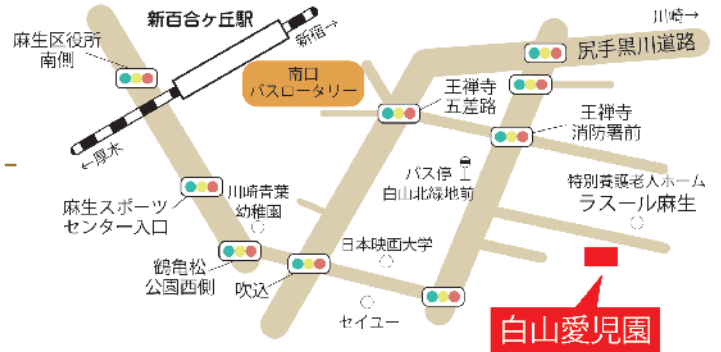 新百合ヶ丘駅
新宿→
川崎→
麻生区役所
南側
尻手黒川道路
南口
バスロータリー
王禅寺
五差路
王禅寺
消防署前
←厚木
バス停
白山北緑地前
特別養護老人ホーム
ラスール麻生
川崎青葉
幼稚園
麻生スポーツ
センター入口
日本映画大学
鶴亀松
公園西側
吹込
セイユー
白山愛児園